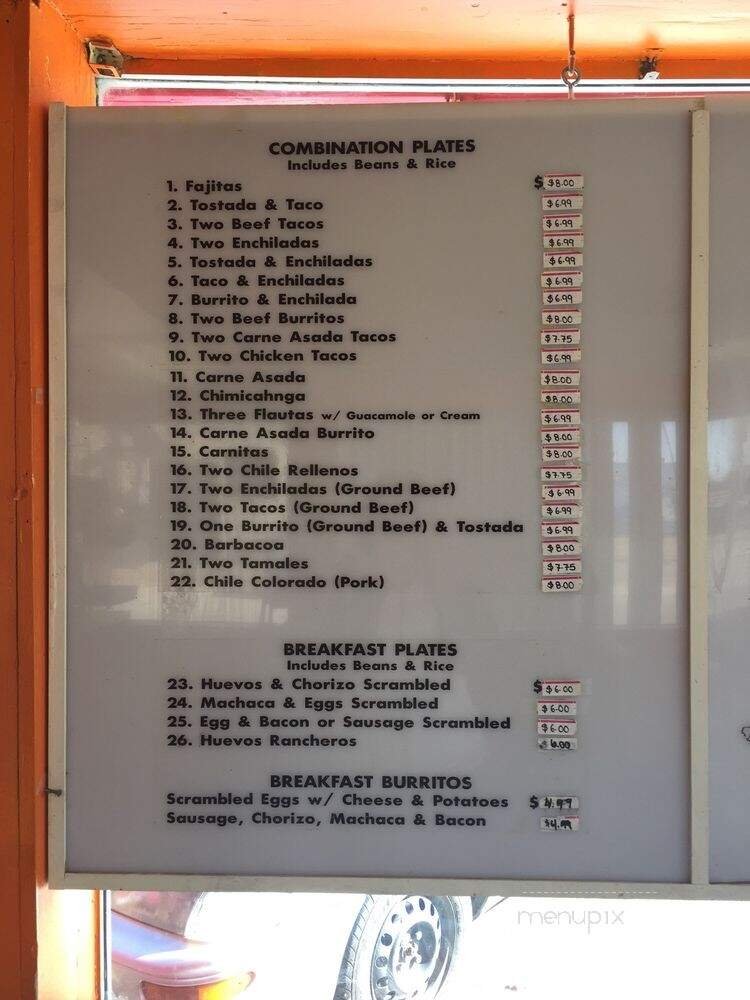 COMBINATION PLATES
Includes Beans & Rice
1. Fajitas $ $8.00
2. Tostada & Taco $6.99
3. Two Beef Tacos $6.99
4. Two Enchiladas $6.99
5. Tostada & Enchiladas $6.99
6. Taco & Enchiladas $6.99
7. Burrito & Enchilada $6.99
8. Two Beef Burritos $8.00
9. Two Carne Asada Tacos $7.75
10. Two Chicken Tacos $6.99
11. Carne Asada $8.00
12. Chimicahnga $8.00
13. Three Flautas w/ Guacamole or Cream $6.99
14. Carne Asada Burrito $8.00
15. Carnitas $8.00
16. Two Chile Rellenos $7.75
17. Two Enchiladas (Ground Beef) $6.99
18. Two Tacos (Ground Beef) $6.99
19. One Burrito (Ground Beef) & Tostada $6.99
20. Barbacoa $8.00
21. Two Tamales $7.75
22. Chile Colorado (Pork) $8.00
BREAKFAST PLATES
Includes Beans & Rice
23. Huevos & Chorizo Scrambled $ $6.00
24. Machaca & Eggs Scrambled $6.00
25. Egg & Bacon or Sausage Scrambled $6.00
26. Huevos Rancheros $6.00
BREAKFAST BURRITOS
Scrambled Eggs w/ Cheese & Potatoes $ 4.99
Sausage, Chorizo, Machaca & Bacon $4.99
menupix